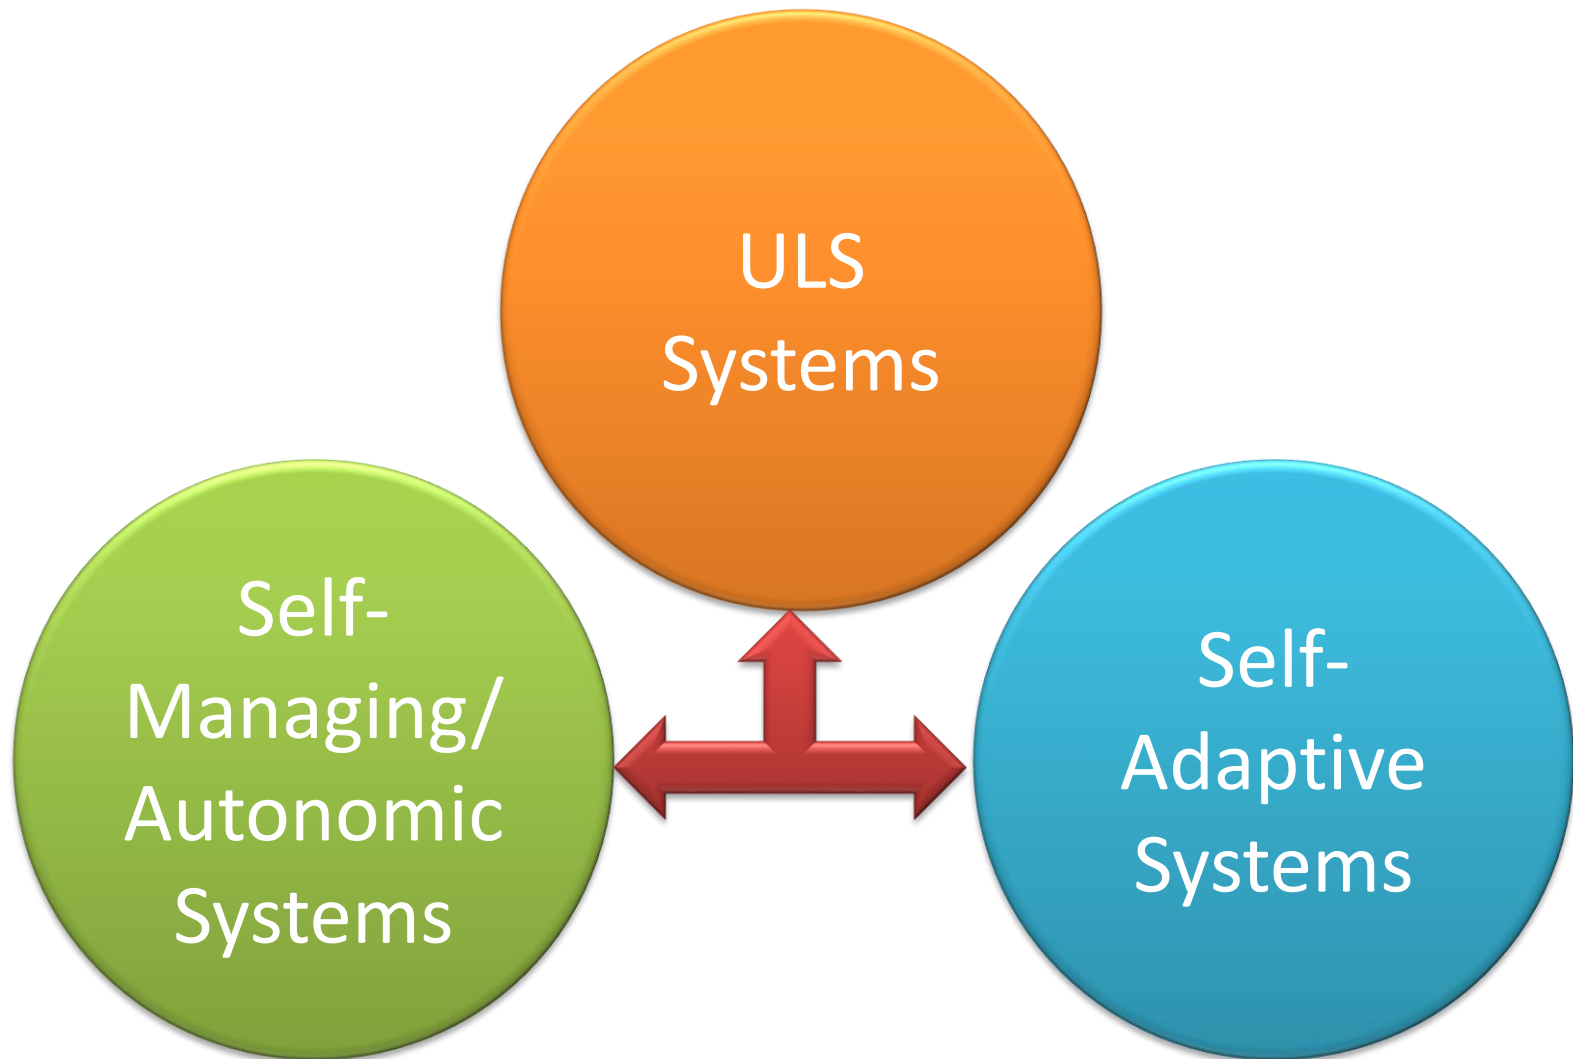 ULS
Systems
Self-
Managing/
Autonomic
Systems
Self-
Adaptive
Systems